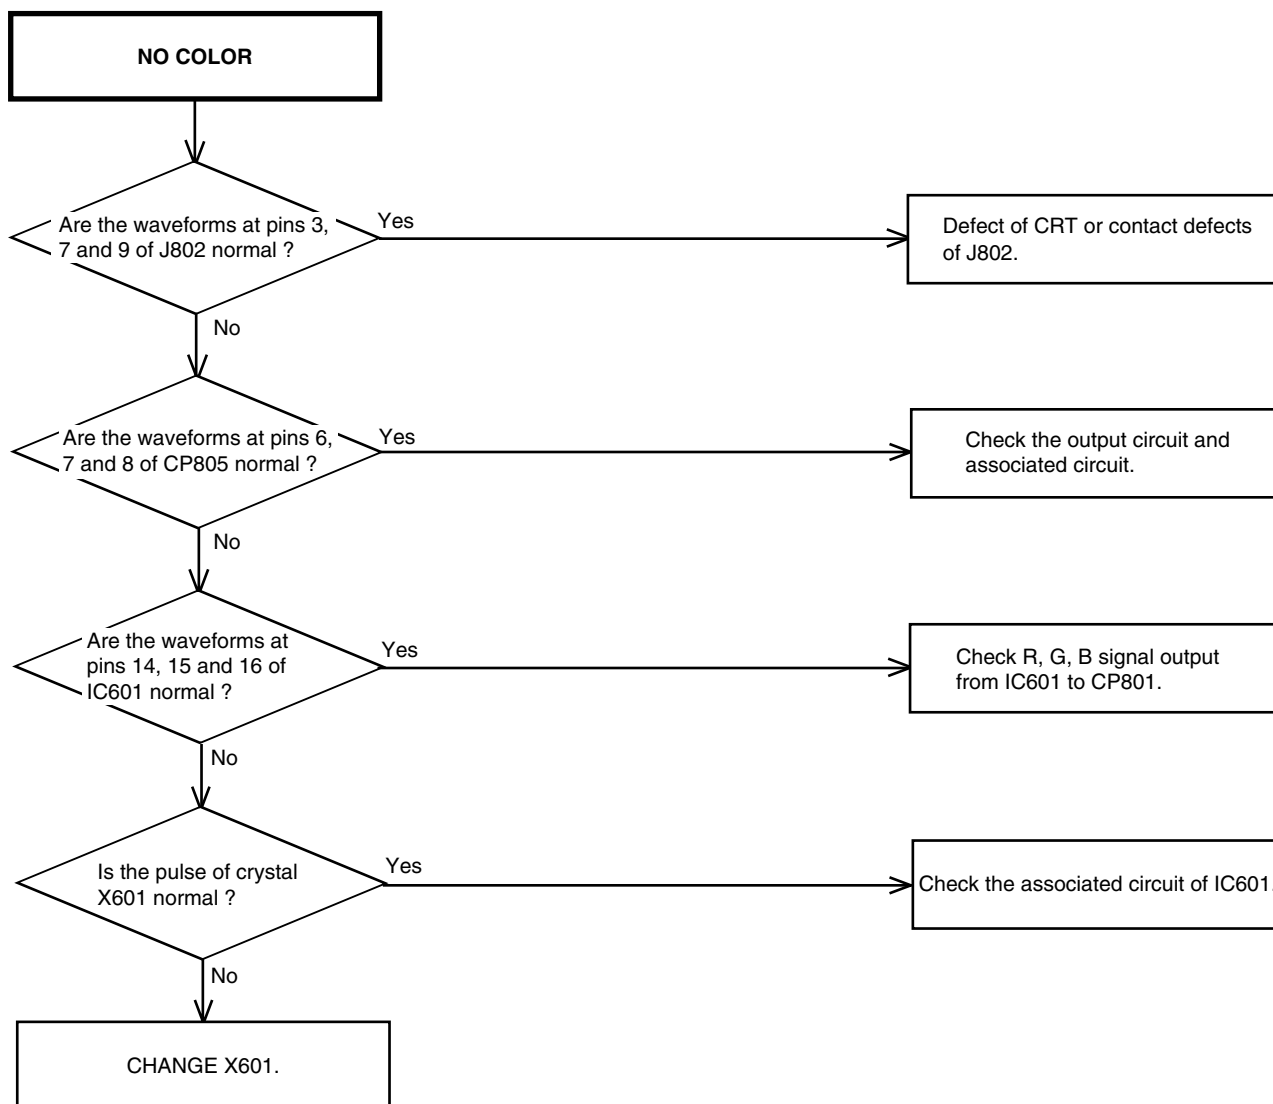 NO COLOR
Are the waveforms at pins 3,
7 and 9 of J802 normal ?
Yes
Defect of CRT or contact defects
of J802.
No
Are the waveforms at pins 6,
7 and 8 of CP805 normal ?
Yes
Check the output circuit and
associated circuit.
No
Are the waveforms at
pins 14, 15 and 16 of
IC601 normal ?
Yes
Check R, G, B signal output
from IC601 to CP801.
No
Is the pulse of crystal
X601 normal ?
Yes
Check the associated circuit of IC601.
No
CHANGE X601.